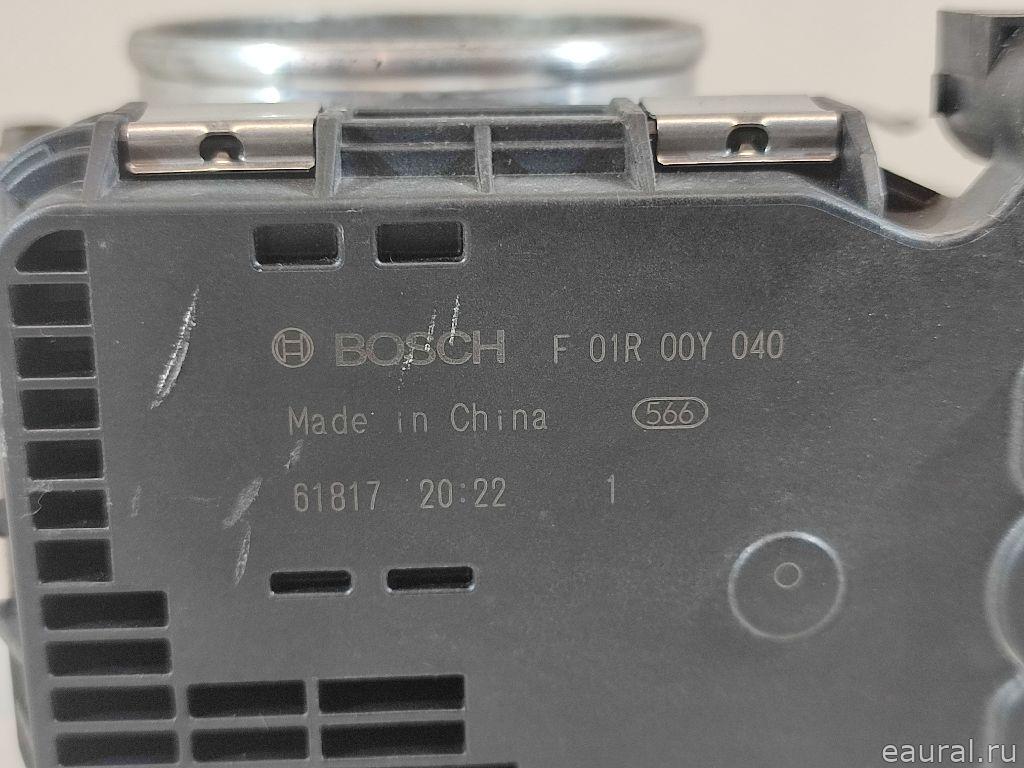 BOSCH F 01R 00Y 040
Made in China 566
61817 20:22 1
eaural.ru